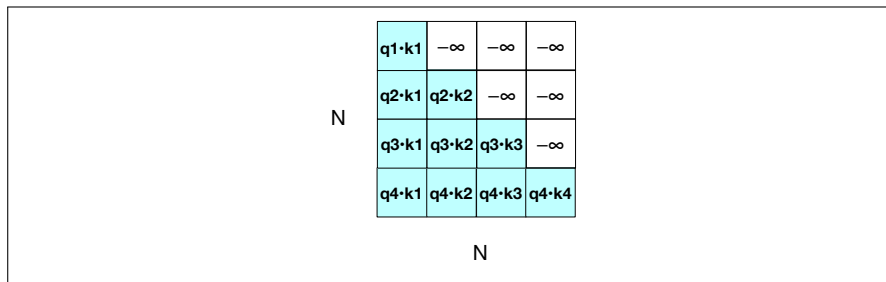 q1·k1 −∞ −∞ −∞
q2·k1 q2·k2 −∞ −∞
N
q3·k1 q3·k2 q3·k3 −∞
q4·k1 q4·k2 q4·k3 q4·k4
N